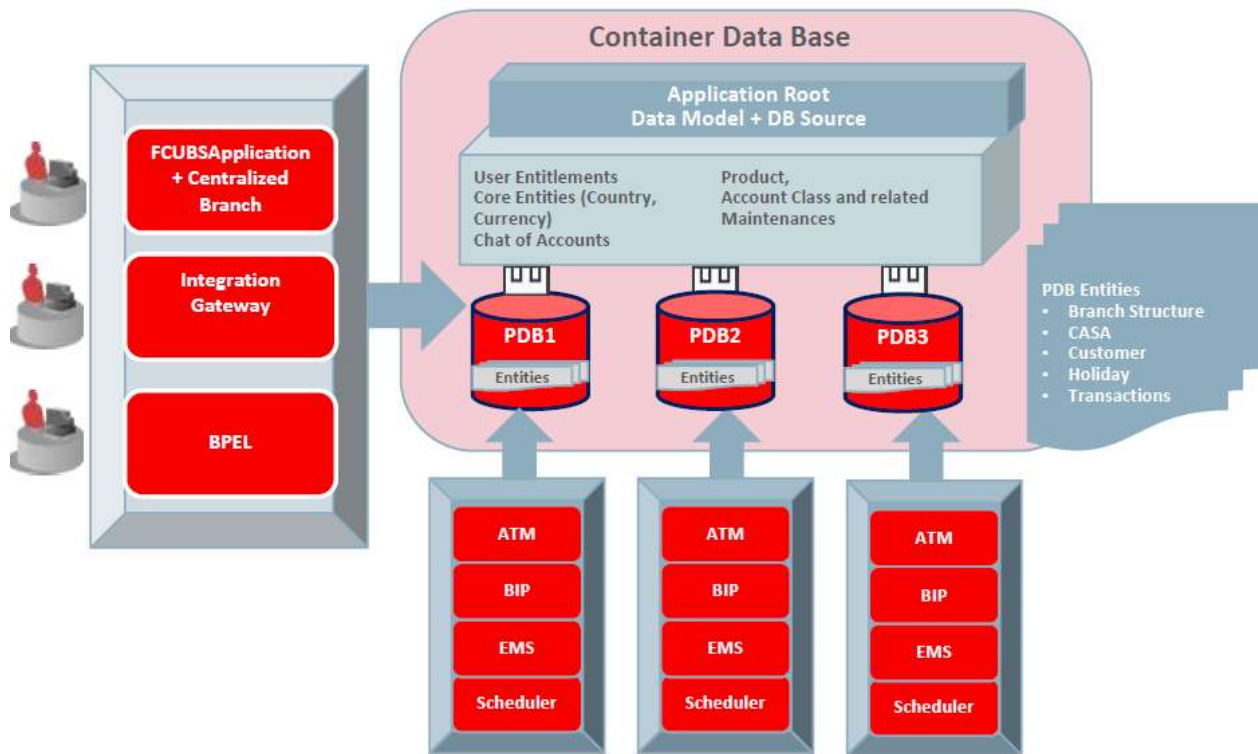 Container Data Base
Application Root
Data Model + DB Source
User Entitlements
Core Entities (Country,
Currency)
Chat of Accounts
Product,
Account Class and related
Maintenances
FCUBSApplication
+ Centralized
Branch
Integration
Gateway
BPEL
PDB1
Entities
PDB2
Entities
PDB3
Entities
PDB Entities
• Branch Structure
• CASA
• Customer
• Holiday
• Transactions
ATM
BIP
EMS
Scheduler
ATM
BIP
EMS
Scheduler
ATM
BIP
EMS
Scheduler